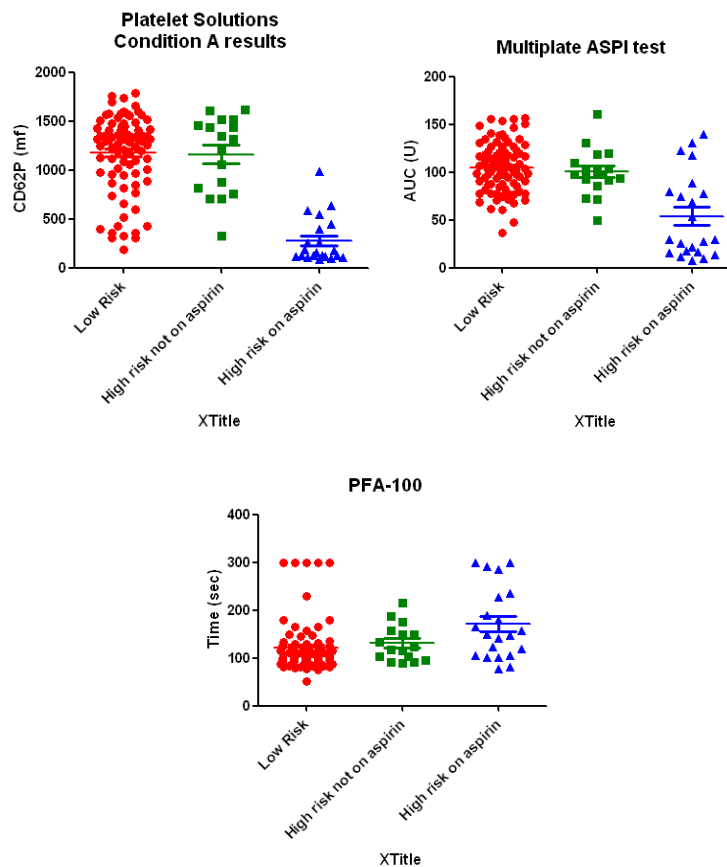 Platelet Solutions
Condition A results
2000
1500
1000
500
0
CD62P (mf)
Low Risk
High risk not on aspirin
High risk on aspirin
XTitle
Multiplate ASPI test
200
150
100
50
0
AUC (U)
Low Risk
High risk not on aspirin
High risk on aspirin
XTitle
PFA-100
400
300
200
100
0
Time (sec)
Low Risk
High risk not on aspirin
High risk on aspirin
XTitle